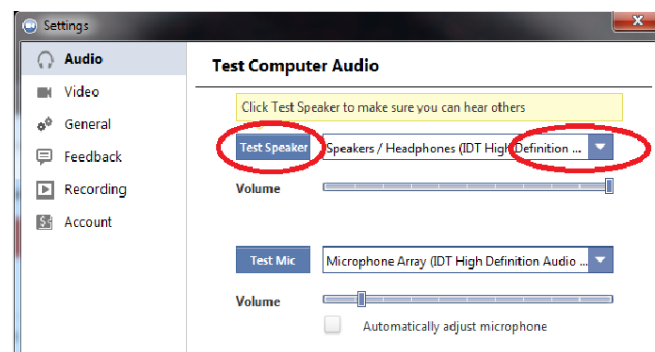 Settings
Audio
Video
General
Feedback
Recording
Account
Test Computer Audio
Click Test Speaker to make sure you can hear others
Test Speaker Speakers / Headphones (IDT High Definition ...
Volume
Test Mic Microphone Array (IDT High Definition Audio ...
Volume
Automatically adjust microphone